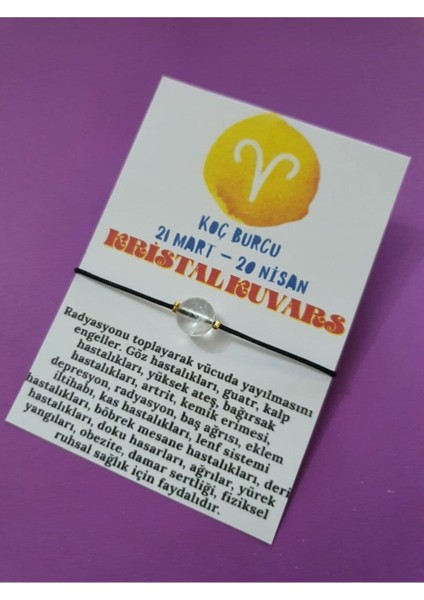 KOÇ BURCU
21 MART – 20 NİSAN
KRİSTAL KUVARS
Radyasyonu toplayarak vücuda yayılmasını
engeller. Göz hastalıkları, guatr, kalp
hastalıkları, yüksek ateş, bağırsak
hastalıkları, artrit, kemik erimesi,
depresyon, radyasyon, baş ağrısı, eklem
iltihabı, kas hastalıkları, lenf sistemi
hastalıkları, böbrek mesane hastalıkları, deri
hastalıkları, doku hasarları, ağrılar, yürek
yangıları, obezite, damar sertliği, fiziksel
ruhsal sağlık için faydalıdır.